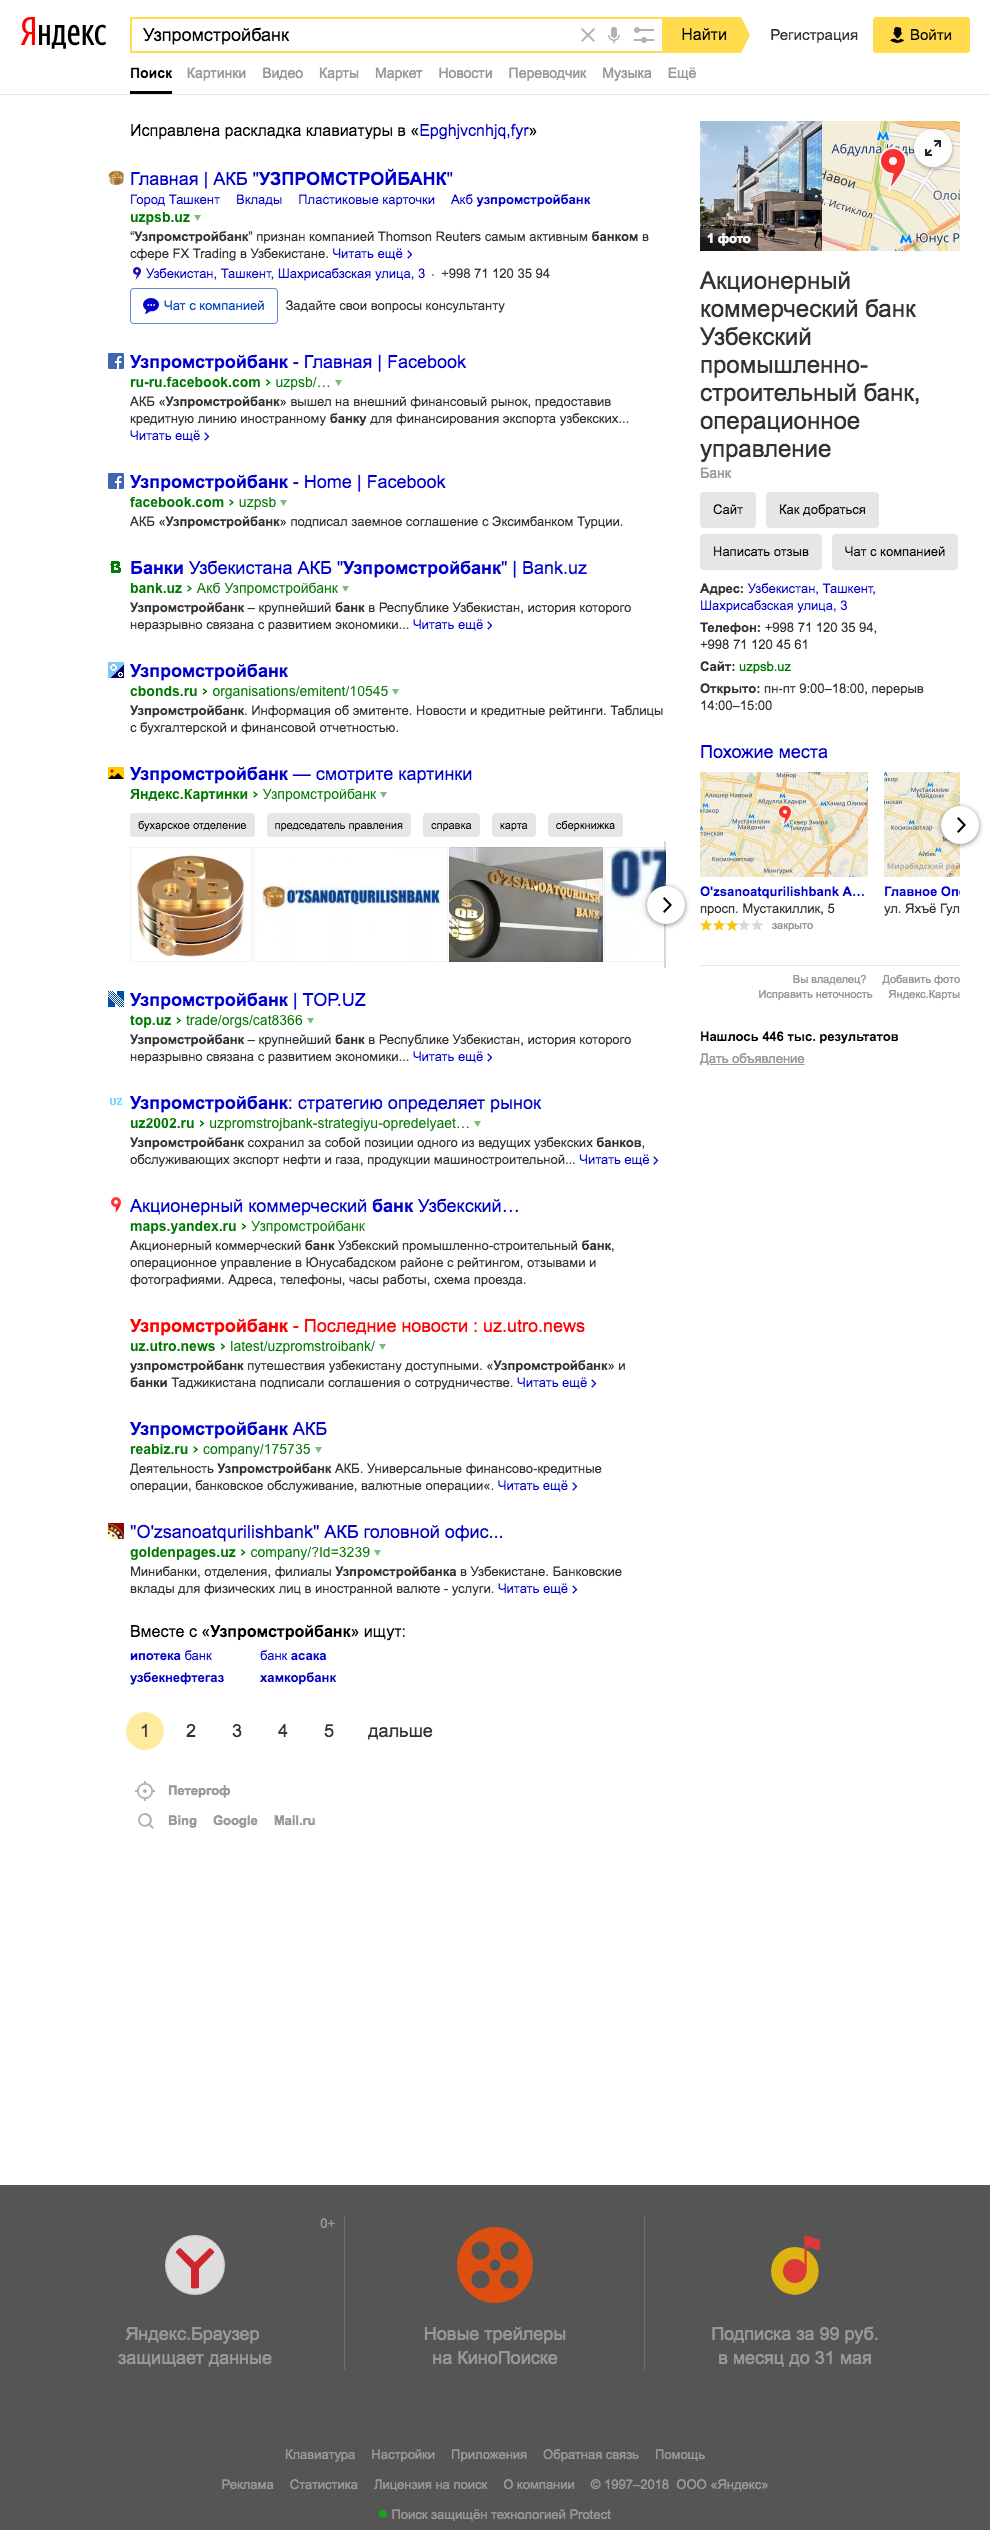 Яндекс
Узпромстройбанк
Найти
Регистрация
Войти
Поиск Картинки Видео Карты Маркет Новости Переводчик Музыка Ещё
Исправлена раскладка клавиатуры в «Epghjvcnhjq,fyr»
Главная | АКБ "УЗПРОМСТРОЙБАНК"
Город Ташкент Вклады Пластиковые карточки Акб узпромстройбанк
uzpsb.uz
“Узпромстройбанк” признан компанией Thomson Reuters самым активным банком в
сфере FX Trading в Узбекистане. Читать ещё >
Узбекистан, Ташкент, Шахрисабзская улица, 3 · +998 71 120 35 94
Чат с компанией Задайте свои вопросы консультанту
Узпромстройбанк - Главная | Facebook
ru-ru.facebook.com > uzpsb/…
АКБ «Узпромстройбанк» вышел на внешний финансовый рынок, предоставив
кредитную линию иностранному банку для финансирования экспорта узбекских...
Читать ещё >
Узпромстройбанк - Home | Facebook
facebook.com > uzpsb
АКБ «Узпромстройбанк» подписал заемное соглашение с Эксимбанком Турции.
Банки Узбекистана АКБ "Узпромстройбанк" | Bank.uz
bank.uz > Акб Узпромстройбанк
Узпромстройбанк – крупнейший банк в Республике Узбекистан, история которого
неразрывно связана с развитием экономики... Читать ещё >
Узпромстройбанк
cbonds.ru > organisations/emitent/10545
Узпромстройбанк. Информация об эмитенте. Новости и кредитные рейтинги. Таблицы
с бухгалтерской и финансовой отчетностью.
Узпромстройбанк — смотрите картинки
Яндекс.Картинки > Узпромстройбанк
бухарское отделение председатель правления справка карта сберкнижка
O'ZSANOATQURILISHBANK
O'ZSANOATQURILISH
BANK
Узпромстройбанк | TOP.UZ
top.uz > trade/orgs/cat8366
Узпромстройбанк – крупнейший банк в Республике Узбекистан, история которого
неразрывно связана с развитием экономики... Читать ещё >
Узпромстройбанк: стратегию определяет рынок
uz2002.ru > uzpromstrojbank-strategiyu-opredelyaet…
Узпромстройбанк сохранил за собой позиции одного из ведущих узбекских банков,
обслуживающих экспорт нефти и газа, продукции машиностроительной... Читать ещё >
Акционерный коммерческий банк Узбекский…
maps.yandex.ru > Узпромстройбанк
Акционерный коммерческий банк Узбекский промышленно-строительный банк,
операционное управление в Юнусабадском районе с рейтингом, отзывами и
фотографиями. Адреса, телефоны, часы работы, схема проезда.
Узпромстройбанк - Последние новости : uz.utro.news
uz.utro.news > latest/uzpromstroibank/
узпромстройбанк путешествия узбекистану доступными. «Узпромстройбанк» и
банки Таджикистана подписали соглашения о сотрудничестве. Читать ещё >
Узпромстройбанк АКБ
reabiz.ru > company/175735
Деятельность Узпромстройбанк АКБ. Универсальные финансово-кредитные
операции, банковское обслуживание, валютные операции«. Читать ещё >
"O'zsanoatqurilishbank" АКБ головной офис...
goldenpages.uz > company/?Id=3239
Минибанки, отделения, филиалы Узпромстройбанка в Узбекистане. Банковские
вклады для физических лиц в иностранной валюте - услуги. Читать ещё >
Вместе с «Узпромстройбанк» ищут:
ипотека банк банк асака
узбекнефтегаз хамкорбанк
1 2 3 4 5 дальше
Петергоф
Bing Google Mail.ru
1 фото
Абдулла Кадыри
Навои
Истиклол
Юнус Р
Акционерный
коммерческий банк
Узбекский
промышленно-
строительный банк,
операционное
управление
Банк
Сайт Как добраться
Написать отзыв Чат с компанией
Адрес: Узбекистан, Ташкент,
Шахрисабзская улица, 3
Телефон: +998 71 120 35 94,
+998 71 120 45 61
Сайт: uzpsb.uz
Открыто: пн-пт 9:00–18:00, перерыв
14:00–15:00
Похожие места
Минор
Алишер Навоий
Абдулла Кадыри
Хамид Олимжон
Мустакиллик
Майдони
Сквер Эмира
Тимура
Космонавтлар
Мингурик
Мустакиллик
Майдони
Космонавтлар
Айбек
Мирабадский рай
O'zsanoatqurilishbank A... Главное Опе
просп. Мустакиллик, 5 ул. Яхъё Гул
закрыто
Вы владелец? Добавить фото
Исправить неточность Яндекс.Карты
Нашлось 446 тыс. результатов
Дать объявление
0+
Яндекс.Браузер
защищает данные
Новые трейлеры
на КиноПоиске
Подписка за 99 руб.
в месяц до 31 мая
Клавиатура Настройки Приложения Обратная связь Помощь
Реклама Статистика Лицензия на поиск О компании © 1997–2018 ООО «Яндекс»
Поиск защищён технологией Protect